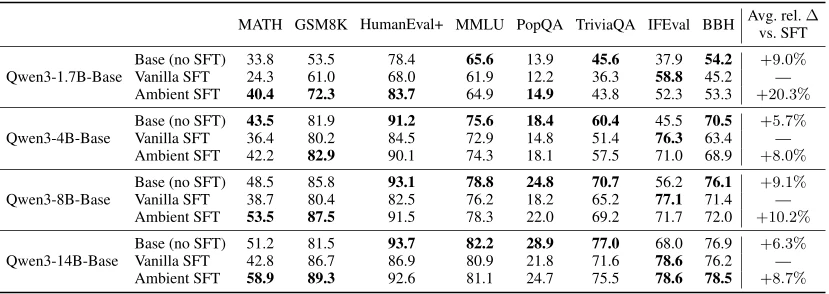 MATH GSM8K HumanEval+ MMLU PopQA TriviaQA IFEval BBH Avg. rel. Δ vs. SFT
Base (no SFT) 33.8 53.5 78.4 65.6 13.9 45.6 37.9 54.2 +9.0%
Qwen3-1.7B-Base Vanilla SFT 24.3 61.0 68.0 61.9 12.2 36.3 58.8 45.2 —
Ambient SFT 40.4 72.3 83.7 64.9 14.9 43.8 52.3 53.3 +20.3%
Base (no SFT) 43.5 81.9 91.2 75.6 18.4 60.4 45.5 70.5 +5.7%
Qwen3-4B-Base Vanilla SFT 36.4 80.2 84.5 72.9 14.8 51.4 76.3 63.4 —
Ambient SFT 42.2 82.9 90.1 74.3 18.1 57.5 71.0 68.9 +8.0%
Base (no SFT) 48.5 85.8 93.1 78.8 24.8 70.7 56.2 76.1 +9.1%
Qwen3-8B-Base Vanilla SFT 38.7 80.4 82.5 76.2 18.2 65.2 77.1 71.4 —
Ambient SFT 53.5 87.5 91.5 78.3 22.0 69.2 71.7 72.0 +10.2%
Base (no SFT) 51.2 81.5 93.7 82.2 28.9 77.0 68.0 76.9 +6.3%
Qwen3-14B-Base Vanilla SFT 42.8 86.7 86.9 80.9 21.8 71.6 78.6 76.2 —
Ambient SFT 58.9 89.3 92.6 81.1 24.7 75.5 78.6 78.5 +8.7%